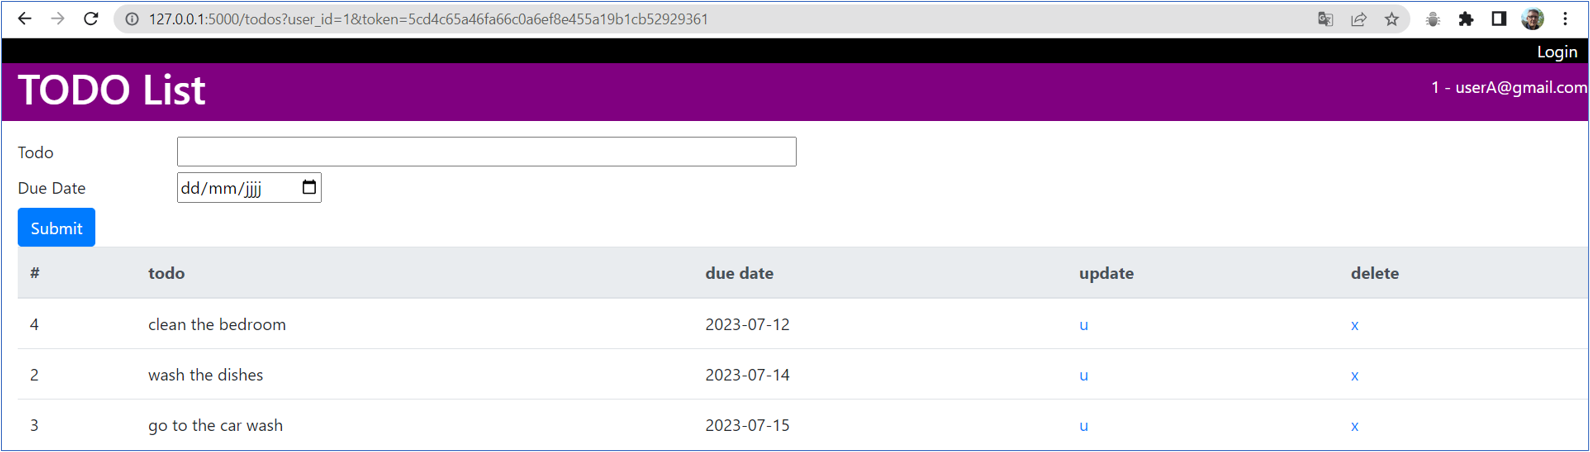 127.0.0.1:5000/todos?user_id=1&token=5cd4c65a46fa66c0a6ef8e455a19b1cb52929361
Login
TODO List
1 - userA@gmail.com
Todo
Due Date dd/mm/jjjj
Submit
# todo due date update delete
4 clean the bedroom 2023-07-12 u x
2 wash the dishes 2023-07-14 u x
3 go to the car wash 2023-07-15 u x